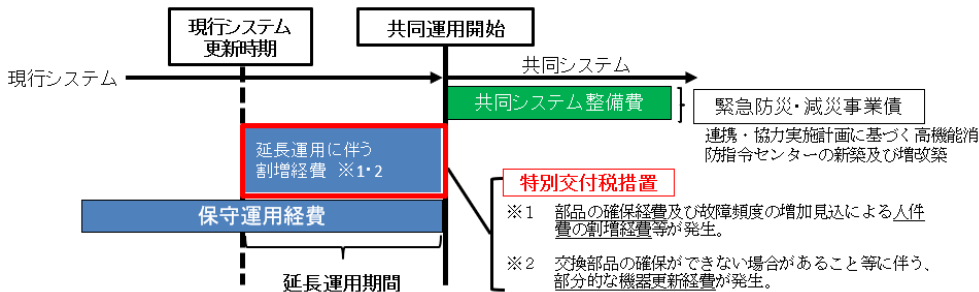 現行システム
更新時期
共同運用開始
現行システム
共同システム
共同システム整備費
緊急防災・減災事業債
連携・協力実施計画に基づく高機能消
防指令センターの新築及び増改築
延長運用に伴う
割増経費 ※1・2
特別交付税措置
※1 部品の確保経費及び故障頻度の増加見込による人件
費の割増経費等が発生。
保守運用経費
※2 交換部品の確保ができない場合があること等に伴う、
部分的な機器更新経費が発生。
延長運用期間